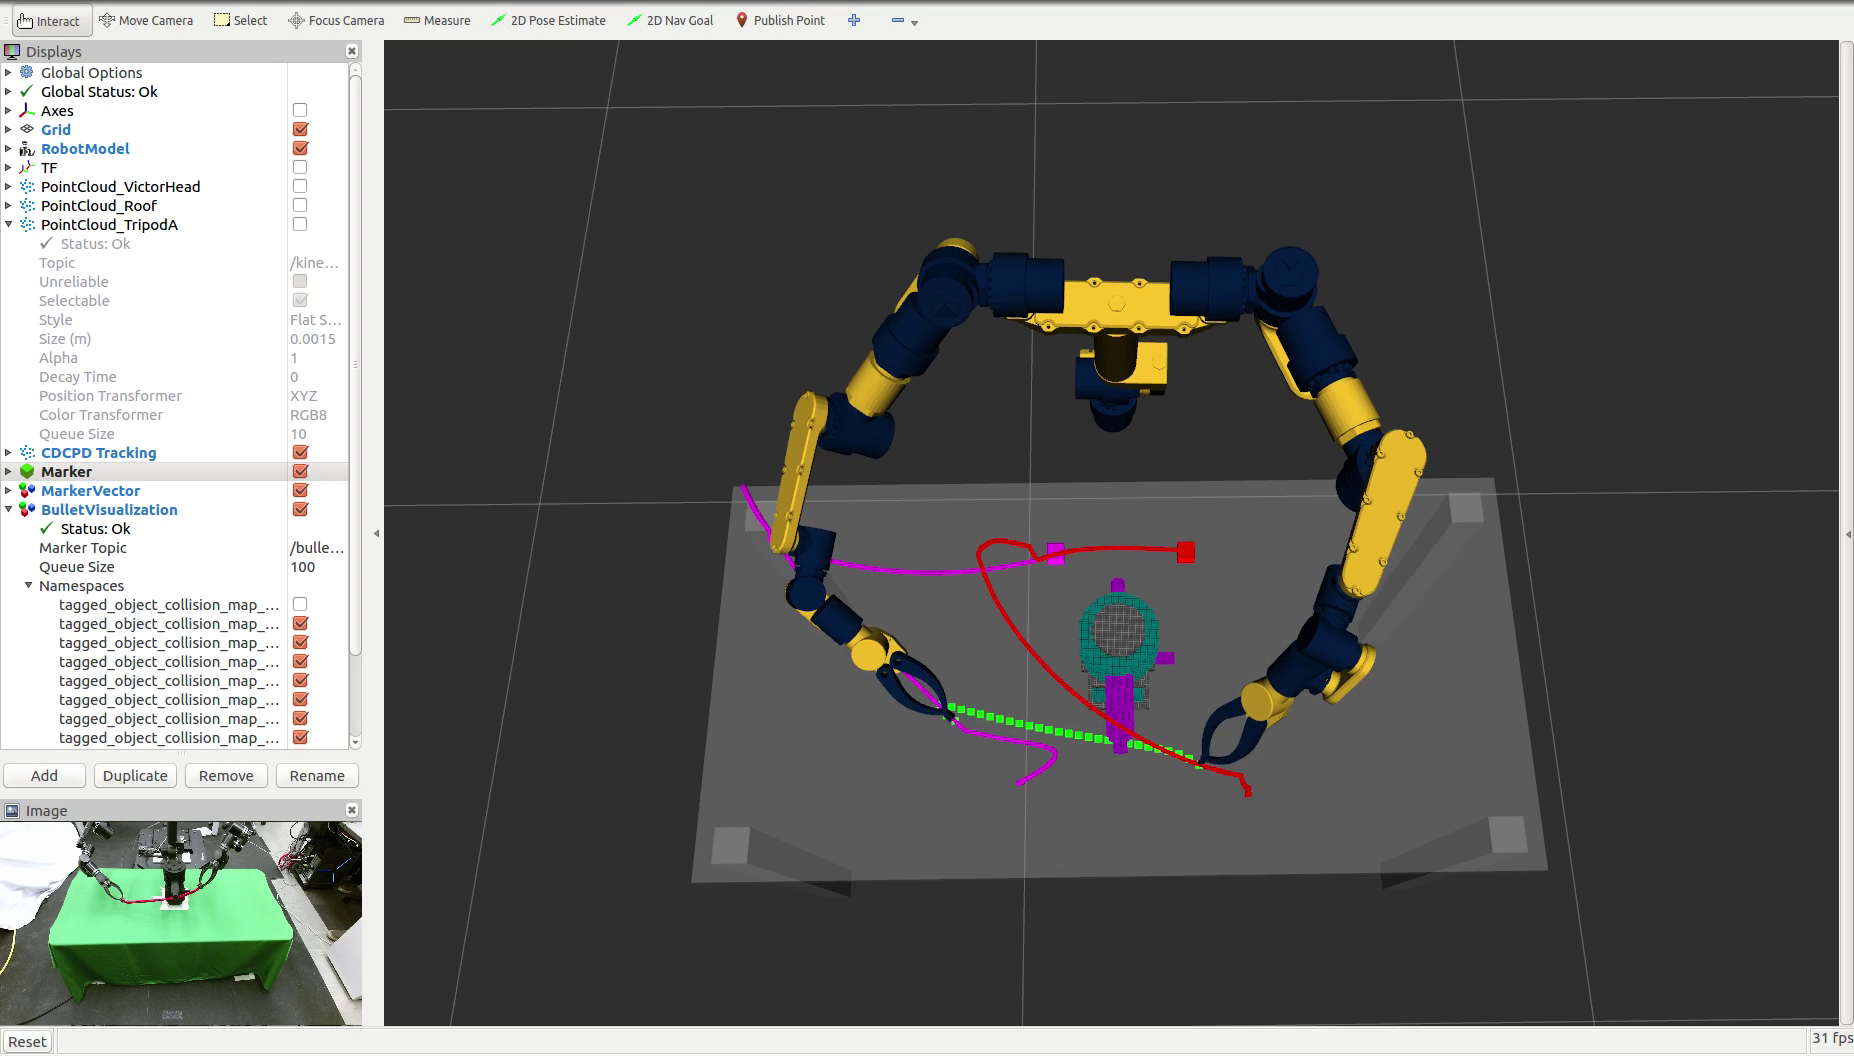 Interact Move Camera Select Focus Camera Measure 2D Pose Estimate 2D Nav Goal Publish Point
Displays
Global Options
Global Status: Ok
Axes
Grid
RobotModel
TF
PointCloud_VictorHead
PointCloud_Roof
PointCloud_TripodA
Status: Ok
Topic /kine...
Unreliable
Selectable
Style Flat S...
Size (m) 0.0015
Alpha 1
Decay Time 0
Position Transformer XYZ
Color Transformer RGB8
Queue Size 10
CDCPD Tracking
Marker
MarkerVector
BulletVisualization
Status: Ok
Marker Topic /bulle...
Queue Size 100
Namespaces
tagged_object_collision_map_...
tagged_object_collision_map_...
tagged_object_collision_map_...
tagged_object_collision_map_...
tagged_object_collision_map_...
tagged_object_collision_map_...
tagged_object_collision_map_...
tagged_object_collision_map_...
Add Duplicate Remove Rename
Image
Reset
31 fps